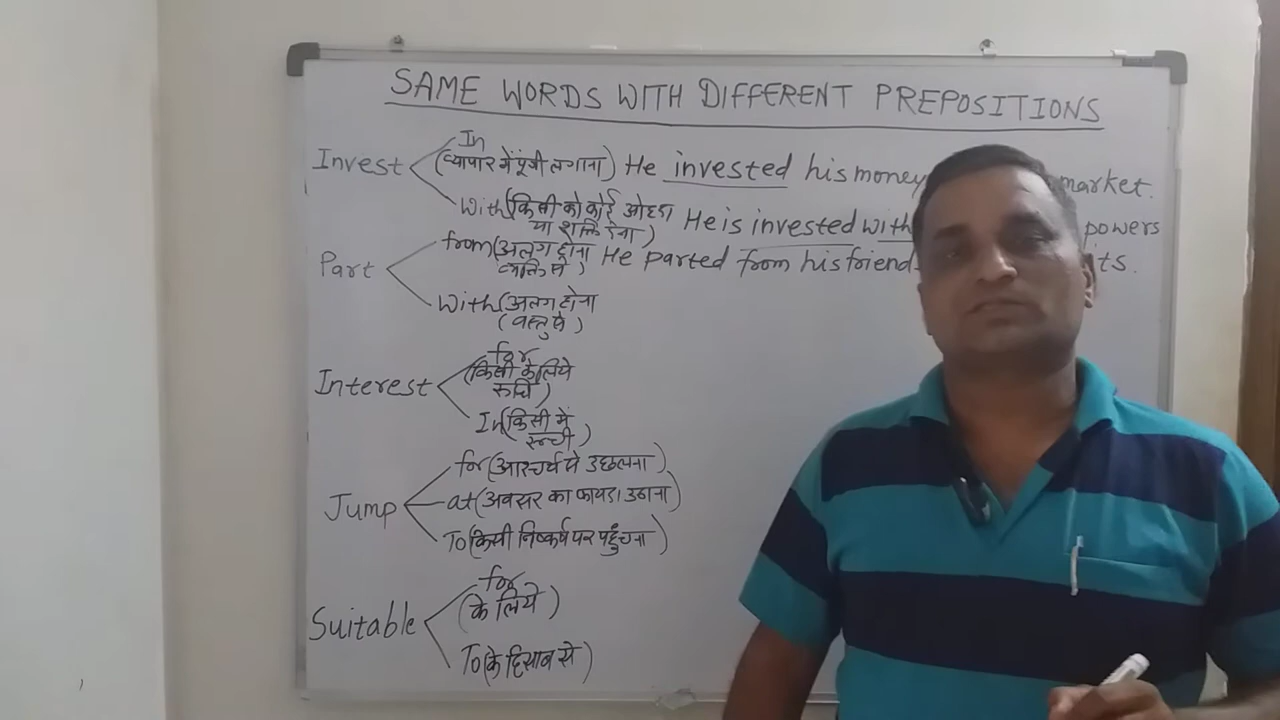 SAME WORDS WITH DIFFERENT PREPOSITIONS
In
Invest (व्यापार में पूंजी लगाना) He invested his money market.
With (किसी को कोई ओहदा He is invested with powers
या शक्ति देना)
Part from (अलग होना He parted from his friend
व्यक्ति से)
With (अलग होना
(वस्तु से)
for
Interest (किसी के लिये
रूचि)
In (किसी में
रूची)
for (आस्चर्य से उछलना)
Jump at (अवसर का फायदा उठाना)
To (किसी निष्कर्ष पर पहुंचना)
for
Suitable (के लिये)
To (के हिसाब से)